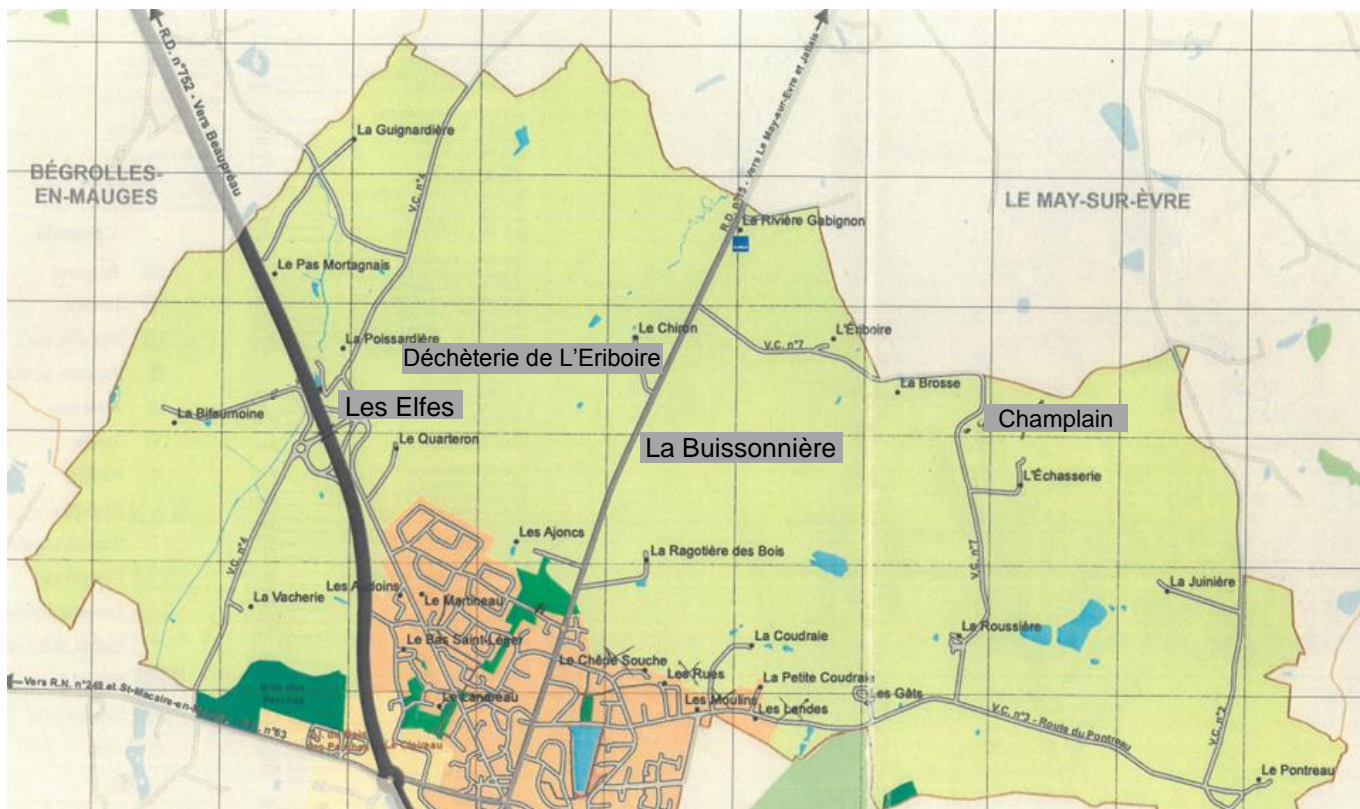 R.D. n°752 - Vers Beaupréau
R.D. n°15 - Vers Le May-sur-Evre et Jallais
La Guignardière
BÉGROLLES-
EN-MAUGES
LE MAY-SUR-ÈVRE
V.C. n°4
La Rivière Gabignon
Le Pas Mortagnais
La Poissardière
Le Chiron
L'Ériboire
V.C. n°7
Déchèterie de L'Eriboire
La Brosse
Les Elfes
La Bifaurnoine
Champlain
Le Quarteron
La Buissonnière
L'Échasserie
Les Ajoncs
La Ragotière des Bois
V.C. n°4
V.C. n°7
La Juinière
La Vacherie
Les Audoins
Le Martineau
La Roussière
Le Bas Saint-Léger
La Coudraie
Le Chêne Souche
Les Rues
Vers R.N. n°249 et St-Macaire-en
n°63
Bois des
Le Landreau
La Petite Coudraie
Les Gâts
Les Moulins
Les Landes
V.C. n°3 - Route du Pontreau
V.C. n°2
Le Pontreau